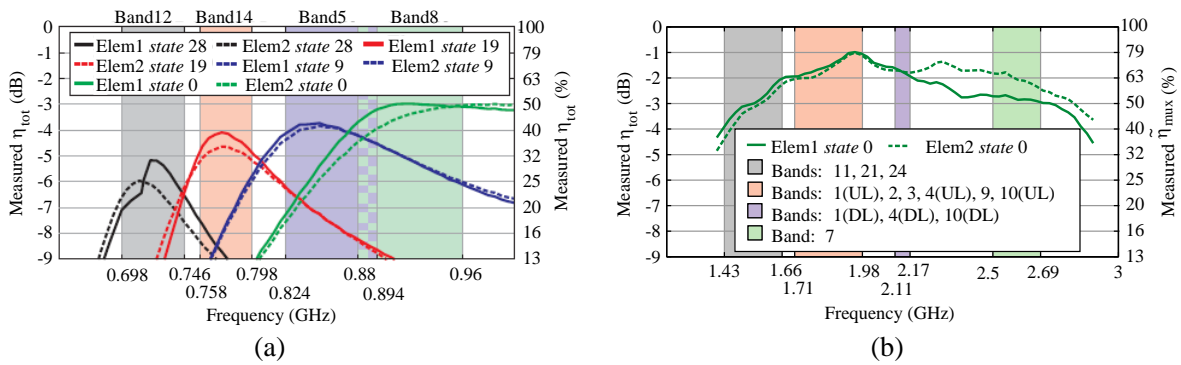 Band12 Band14 Band5 Band8
0 -1 -2 -3 -4 -5 -6 -7 -8 -9
Measured η_tot (dB)
Elem1 state 28 Elem2 state 28 Elem1 state 19
Elem2 state 19 Elem1 state 9 Elem2 state 9
Elem1 state 0 Elem2 state 0
100 79 63 50 40 32 25 20 16 13
Measured η_tot (%)
0.698 0.746 0.798 0.88 0.96
0.758 0.824 0.894
Frequency (GHz)
(a)
0 -1 -2 -3 -4 -5 -6 -7 -8 -9
Measured η_tot (dB)
Elem1 state 0 Elem2 state 0
Bands: 11, 21, 24
Bands: 1(UL), 2, 3, 4(UL), 9, 10(UL)
Bands: 1(DL), 4(DL), 10(DL)
Band: 7
100 79 63 50 40 32 25 20 16 13
Measured η̃_mux (%)
1.43 1.66 1.98 2.17 2.5 2.69 3
1.71 2.11
Frequency (GHz)
(b)